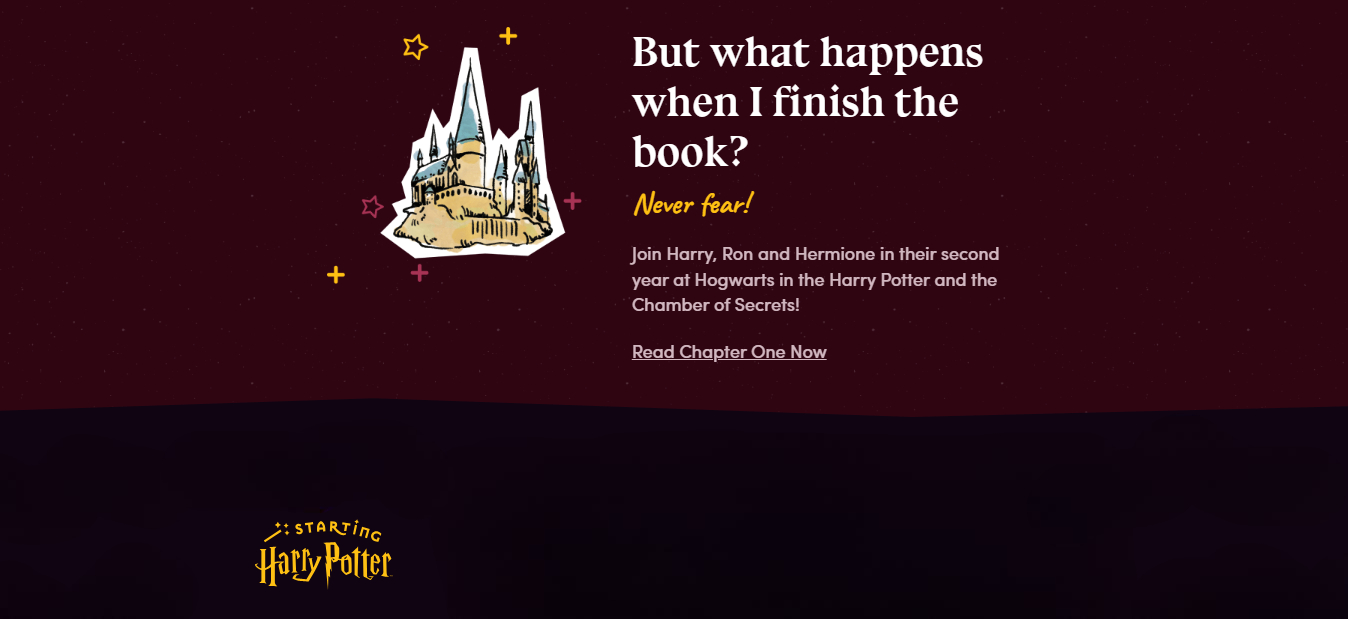 But what happens
when I finish the
book?
Never fear!
Join Harry, Ron and Hermione in their second
year at Hogwarts in the Harry Potter and the
Chamber of Secrets!
Read Chapter One Now
STARTING
Harry Potter